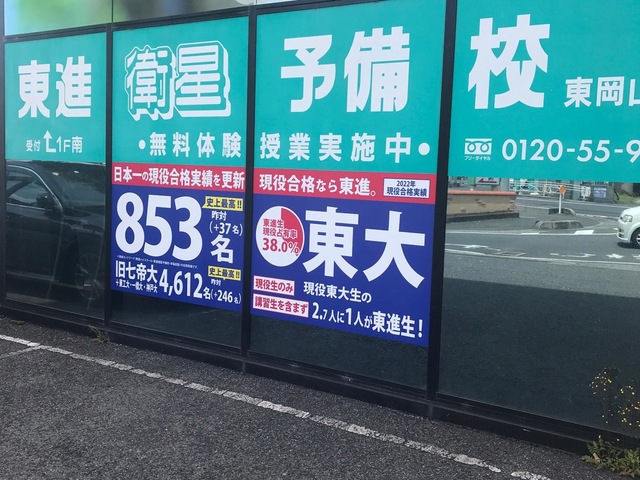 東進 衛星 予備校
東岡山
受付 1F南
•無料体験 授業実施中•
0120-55-9
フリーダイヤル
日本一の現役合格実績を更新
史上最高!!
昨対
(+37名)
853名
史上最高!!
昨対
旧七帝大
+東工大・一橋大・神戸大
4,612名(+246名)
現役合格なら東進。
2022年
現役合格実績
東進生
現役占有率
38.0%
東大
現役生のみ
講習生を含まず
現役東大生の
2.7人に1人が東進生!